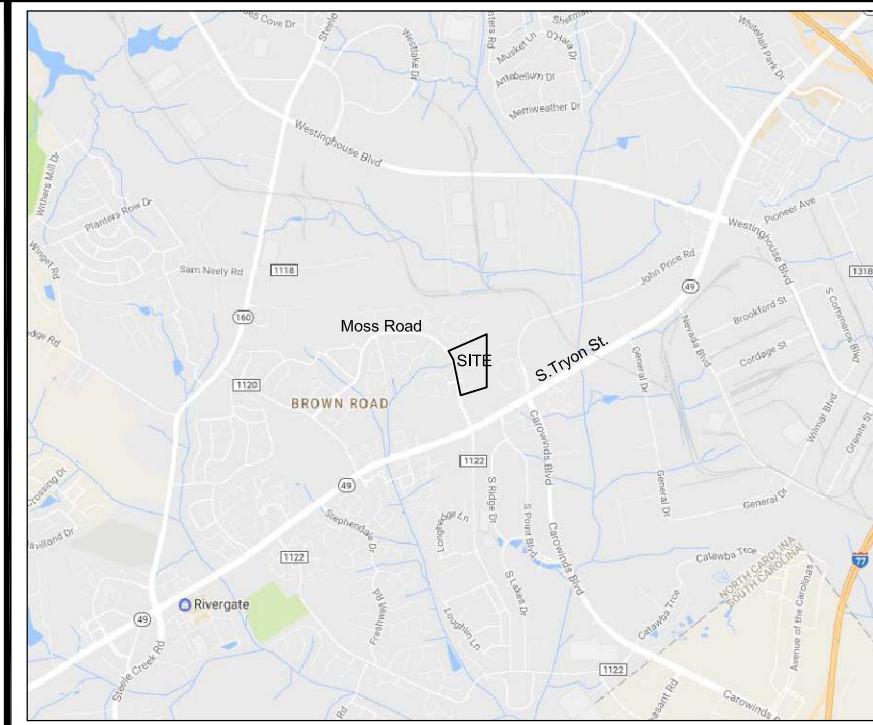 Steele
Westlake Dr
Musket Ln
D'Hara Dr
Antebellum Dr
Merriweather Dr
Whitehall Park Dr
Westinghouse Blvd
Withers Mill Dr
Planters Row Dr
Winget Rd
Sam Neely Rd
1118
John Price Rd
Westinghouse Blvd
Pioneer Ave
1318
49
160
Moss Road
SITE
S.Tryon St.
Nevada Blvd
Brookford St
S Commerce Blvd
Cordage St
General Dr
1120
BROWN ROAD
Wilmar Blvd
Granite St
1122
Carowinds Blvd
49
S Ridge Dr
S Point Blvd
General Dr
General Dr
Stephendale Dr
1122
Carowinds Blvd
Catawba Trce
NORTH CAROLINA
SOUTH CAROLINA
77
Rivergate
49
Freshwell Rd
S Lakes Dr
Loughlin Ln
Catawba Trce
Avenue of the Carolinas
Steele Creek Rd
1122
Rd
Carowinds